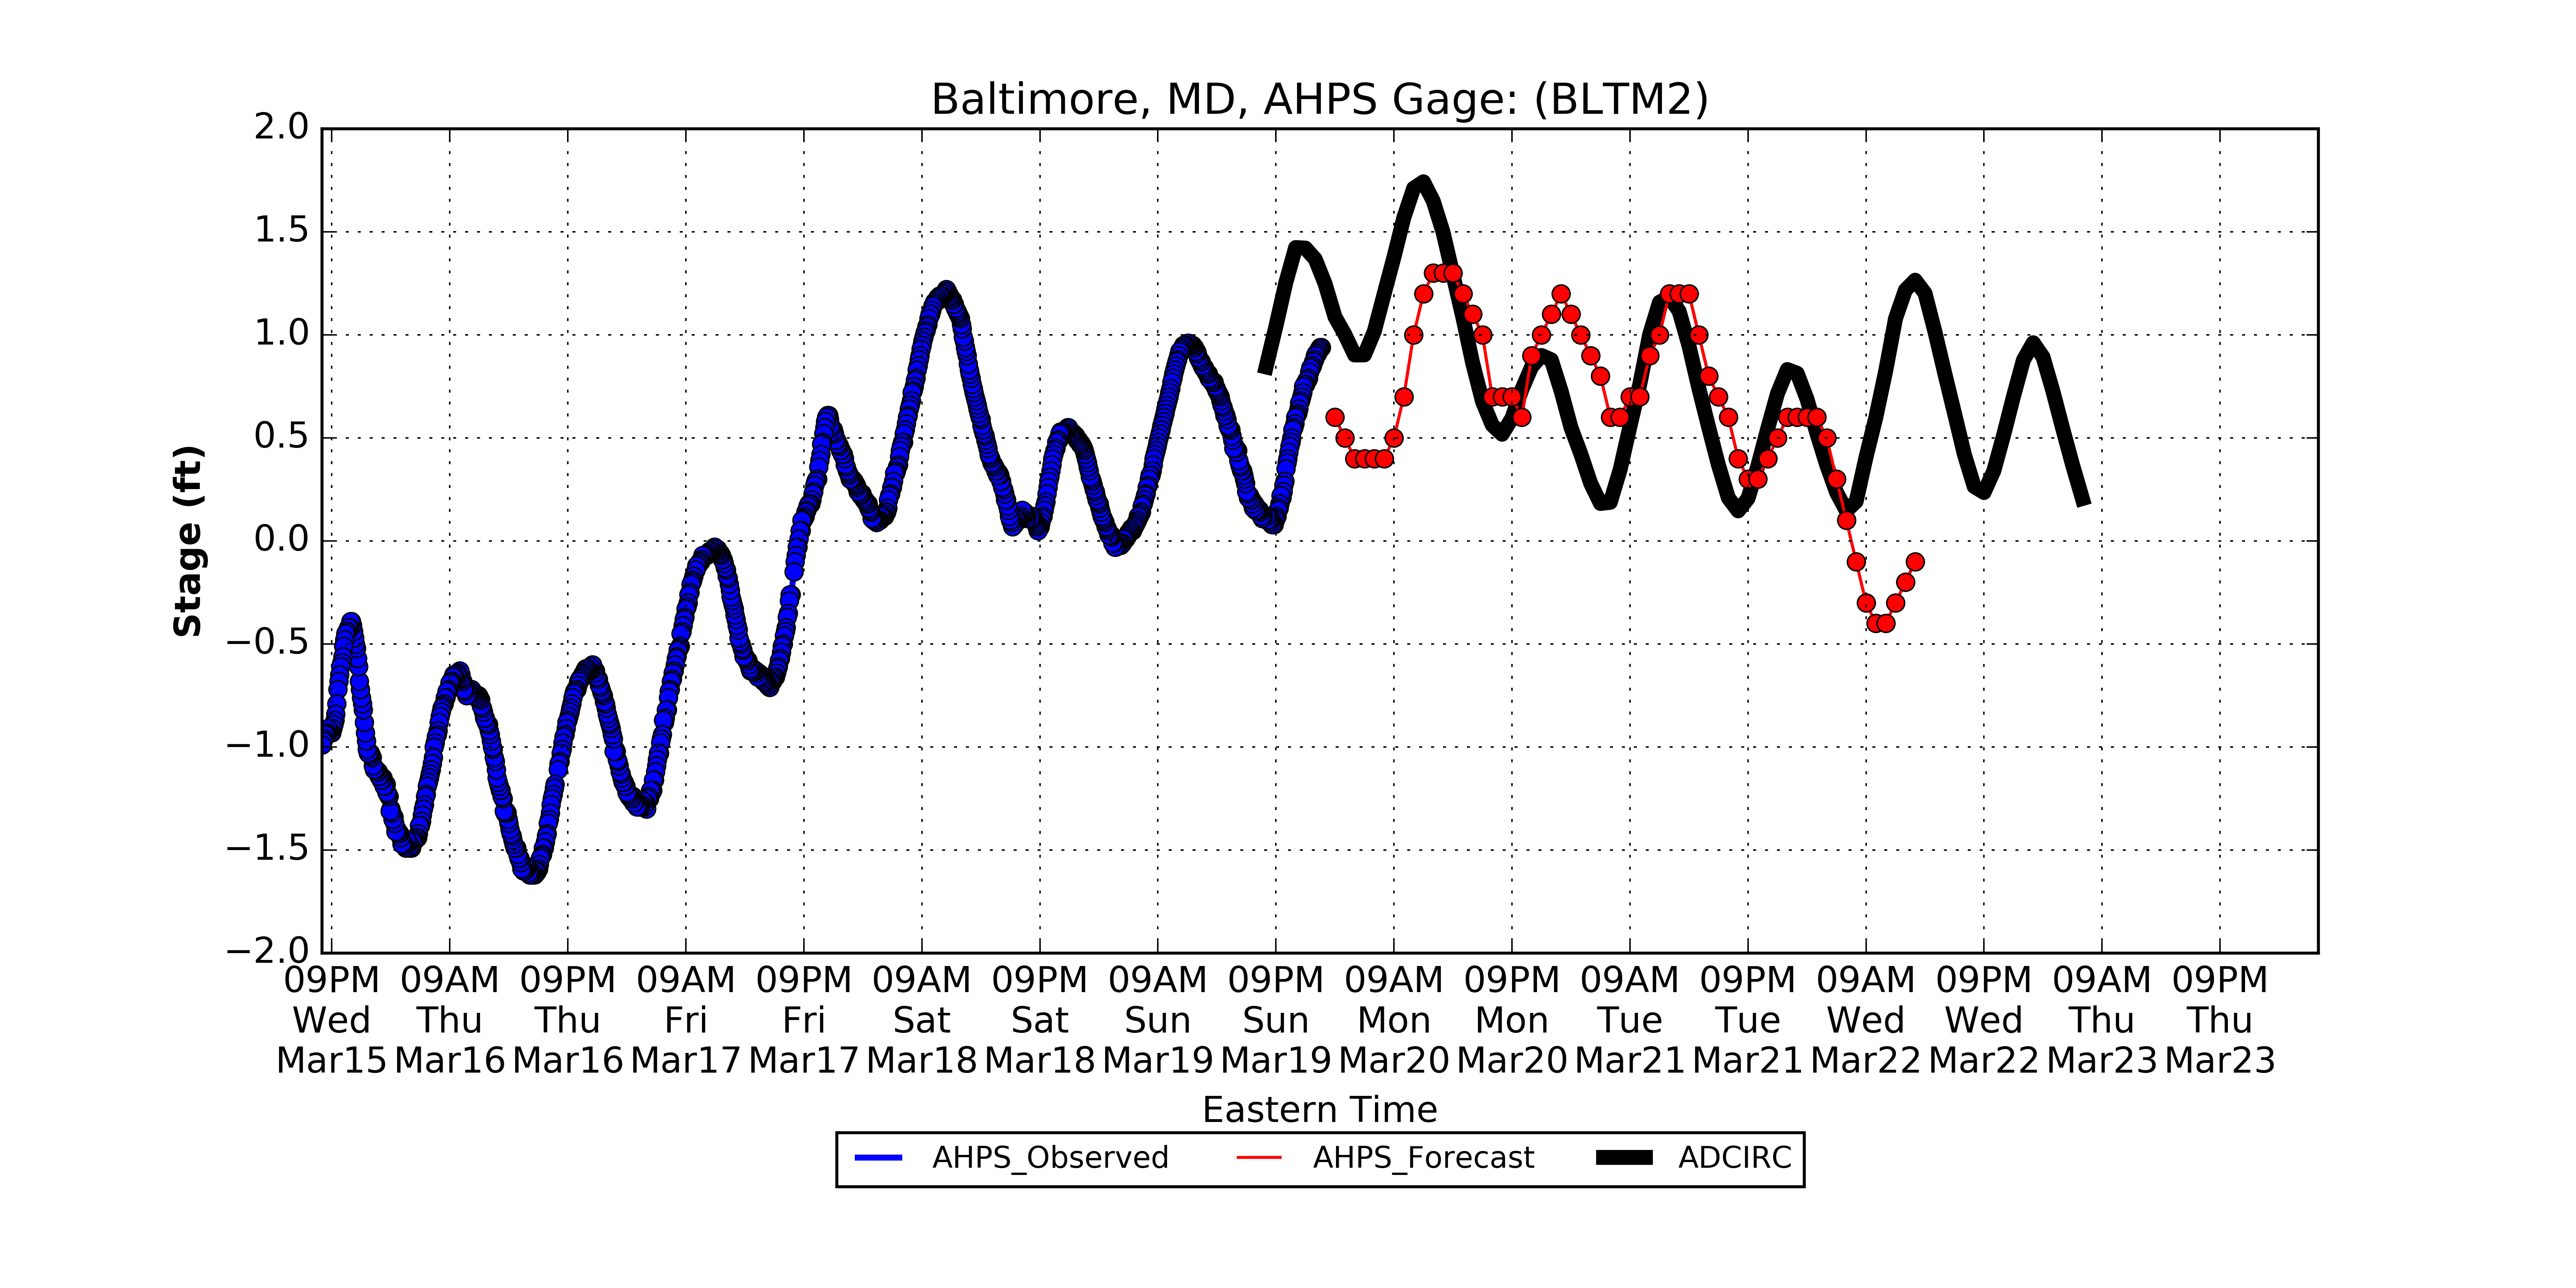 Baltimore, MD, AHPS Gage: (BLTM2)
2.0
1.5
1.0
0.5
0.0
−0.5
−1.0
−1.5
−2.0
Stage (ft)
09PM 09AM 09PM 09AM 09PM 09AM 09PM 09AM 09PM 09AM 09PM 09AM 09PM 09AM 09PM 09AM 09PM
Wed Thu Thu Fri Fri Sat Sat Sun Sun Mon Mon Tue Tue Wed Wed Thu Thu
Mar15 Mar16 Mar16 Mar17 Mar17 Mar18 Mar18 Mar19 Mar19 Mar20 Mar20 Mar21 Mar21 Mar22 Mar22 Mar23 Mar23
Eastern Time
AHPS_Observed AHPS_Forecast ADCIRC